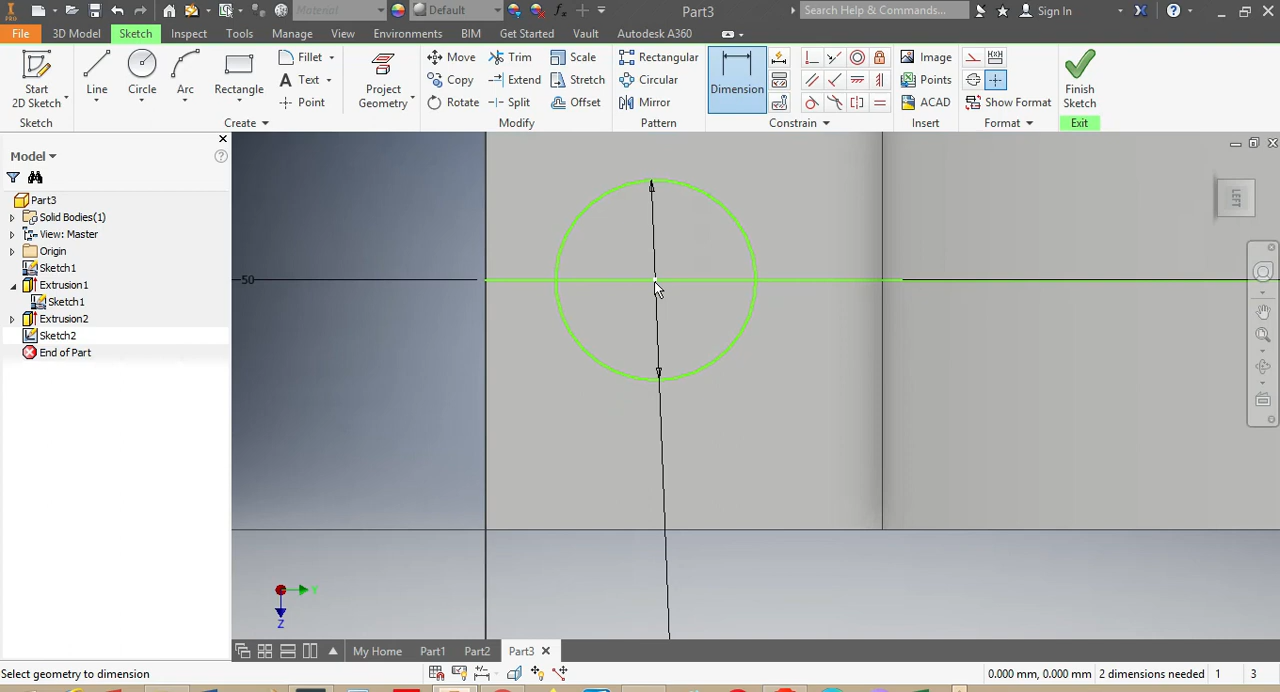 PRO
Material
Default
fx
Part3
Search Help & Commands...
Sign In
File
3D Model
Sketch
Inspect
Tools
Manage
View
Environments
BIM
Get Started
Vault
Autodesk A360
Start
2D Sketch
Line
Circle
Arc
Rectangle
Fillet
Text
Point
Project
Geometry
Move
Copy
Rotate
Trim
Extend
Split
Scale
Stretch
Offset
Rectangular
Circular
Mirror
Dimension
Image
Points
ACAD
Show Format
Finish
Sketch
Sketch
Create
Modify
Pattern
Constrain
Insert
Format
Exit
Model
Part3
Solid Bodies(1)
View: Master
Origin
Sketch1
Extrusion1
Sketch1
Extrusion2
Sketch2
End of Part
50
LEFT
Y
Z
My Home
Part1
Part2
Part3
Select geometry to dimension
0.000 mm, 0.000 mm
2 dimensions needed
1
3